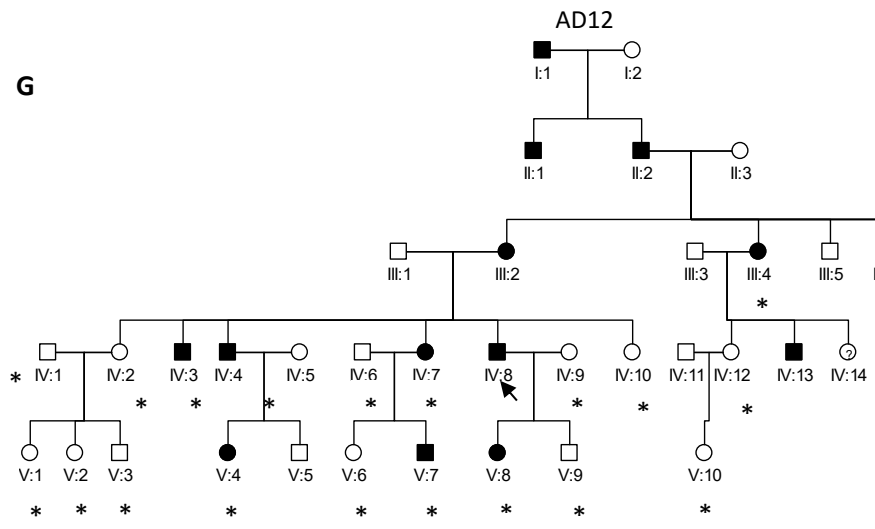 AD12
G
I:1 I:2
II:1 II:2 II:3
III:1 III:2 III:3 III:4 III:5
*
?
IV:1 IV:2 IV:3 IV:4 IV:5 IV:6 IV:7 IV:8 IV:9 IV:10 IV:11 IV:12 IV:13 IV:14
* * * * * * * * *
V:1 V:2 V:3 V:4 V:5 V:6 V:7 V:8 V:9 V:10
* * * * * * * * *